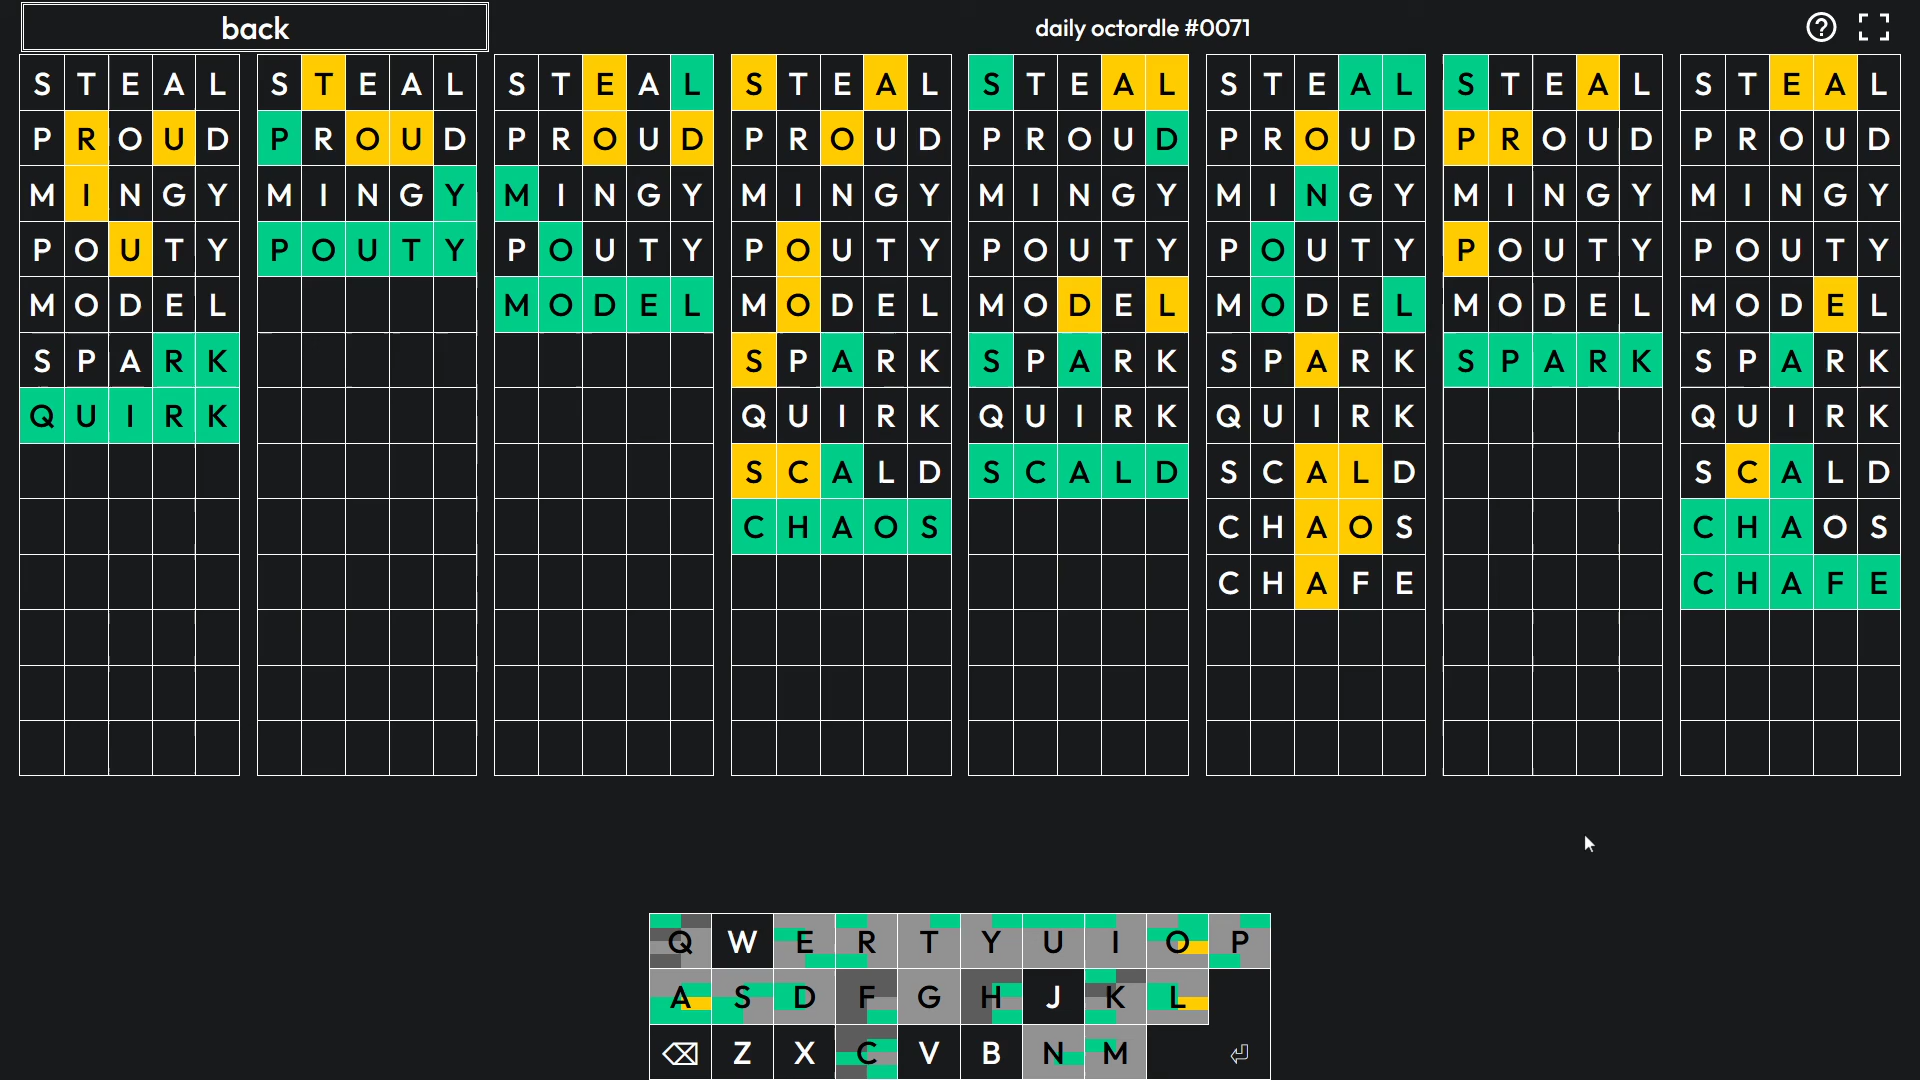 back
daily octordle #0071
STEAL STEAL STEAL STEAL STEAL STEAL STEAL STEAL
PROUD PROUD PROUD PROUD PROUD PROUD PROUD PROUD
MINGY MINGY MINGY MINGY MINGY MINGY MINGY MINGY
POUTY POUTY POUTY POUTY POUTY POUTY POUTY POUTY
MODEL MODEL MODEL MODEL MODEL MODEL MODEL
SPARK SPARK SPARK SPARK SPARK SPARK
QUIRK QUIRK QUIRK QUIRK QUIRK
SCALD SCALD SCALD SCALD
CHAOS CHAOS CHAOS
CHAFE CHAFE
Q W E R T Y U I O P
A S D F G H J K L
Z X C V B N M